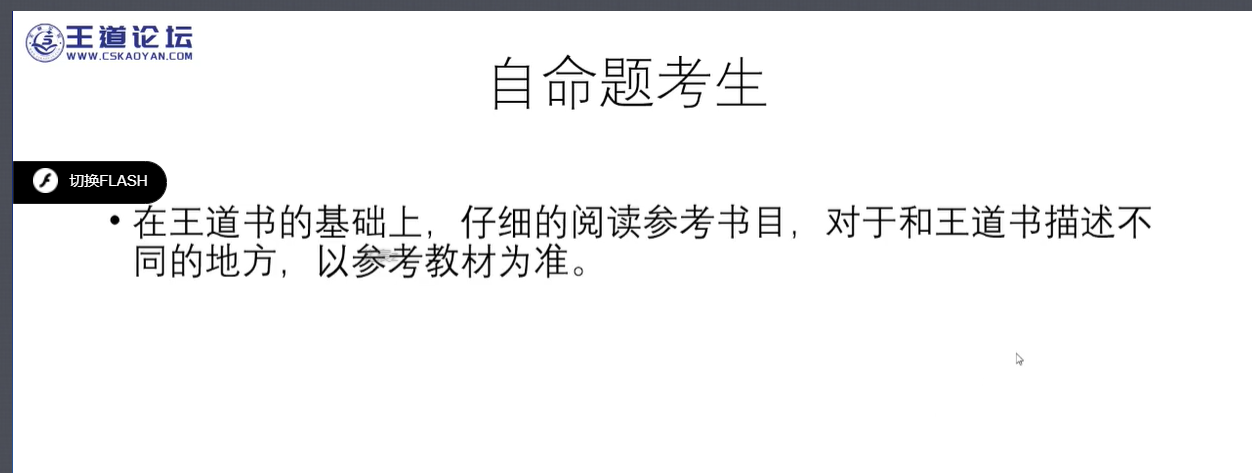 王道论坛
WWW.CSKAOYAN.COM
自命题考生
切换FLASH
• 在王道书的基础上，仔细的阅读参考书目，对于和王道书描述不
同的地方，以参考教材为准。